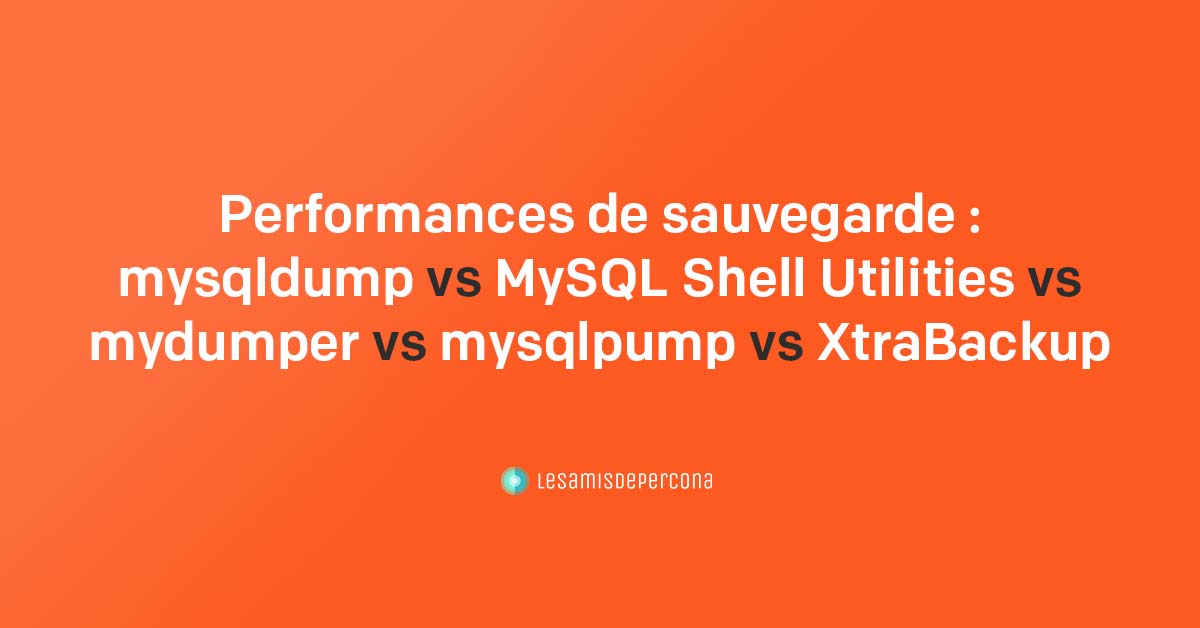 Performances de sauvegarde :
mysqldump vs MySQL Shell Utilities vs
mydumper vs mysqlpump vs XtraBackup
Lesamisdepercona